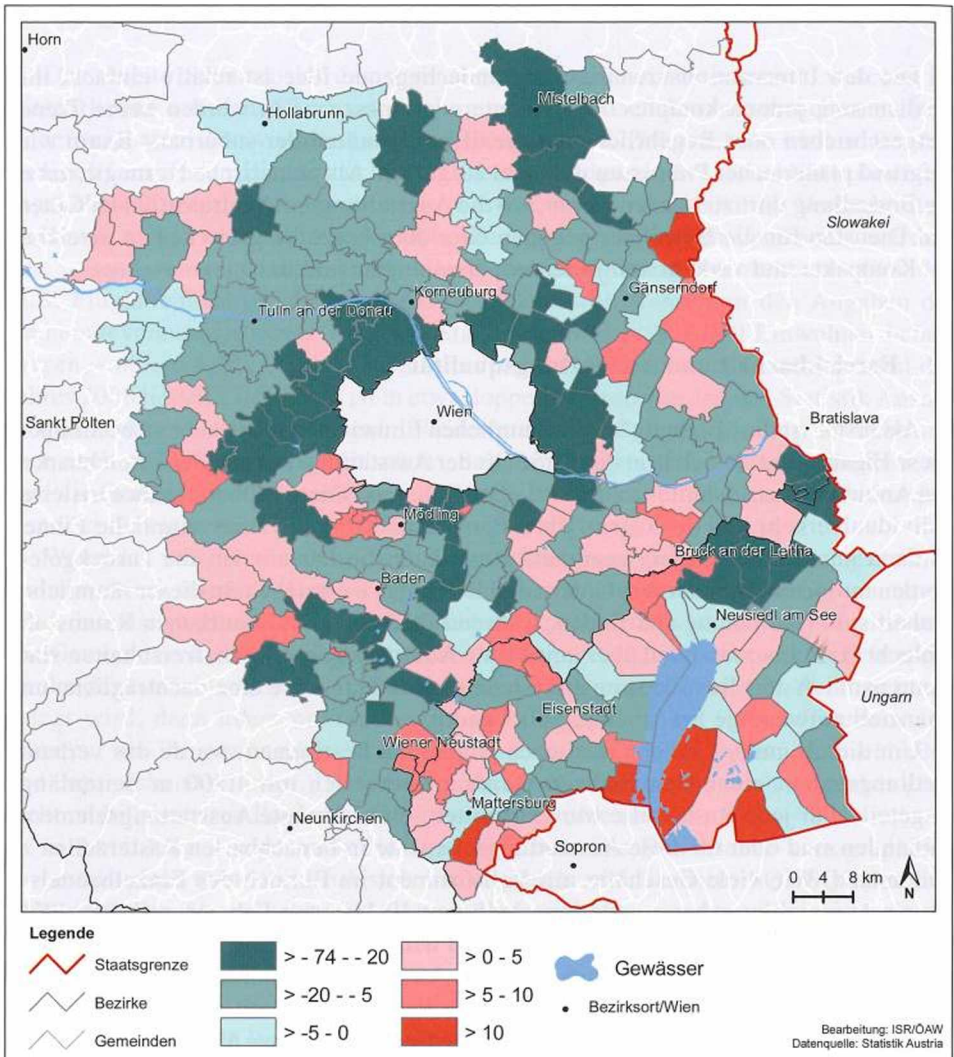 Horn
Hollabrunn
Mistelbach
Slowakei
Korneuburg
Gänserndorf
Tulln an der Donau
Sankt Pölten
Wien
Bratislava
Mödling
Bruck an der Leitha
Baden
Neusiedl am See
Ungarn
Eisenstadt
Wiener Neustadt
Mattersburg
Neunkirchen
Sopron
0 4 8 km
Legende
Staatsgrenze
Bezirke
Gemeinden
> - 74 - - 20
> -20 - - 5
> -5 - 0
> 0 - 5
> 5 - 10
> 10
Gewässer
Bezirksort/Wien
Bearbeitung: ISR/ÖAW
Datenquelle: Statistik Austria